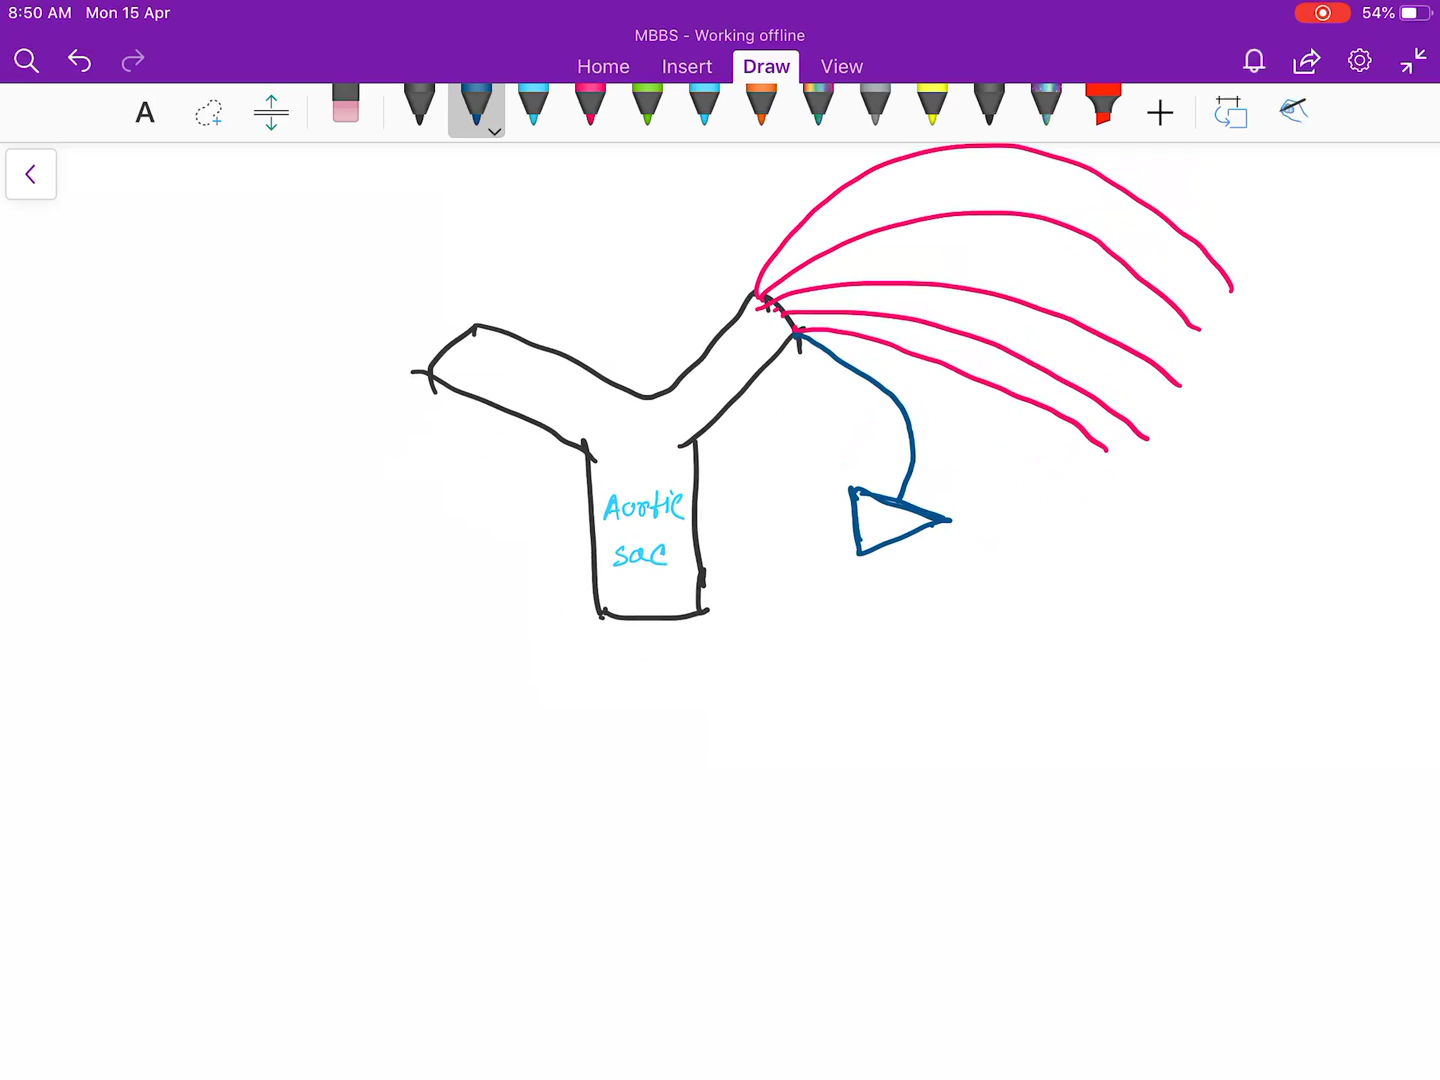 8:50 AM Mon 15 Apr
54%
MBBS - Working offline
Home Insert Draw View
A
Aortic
sac